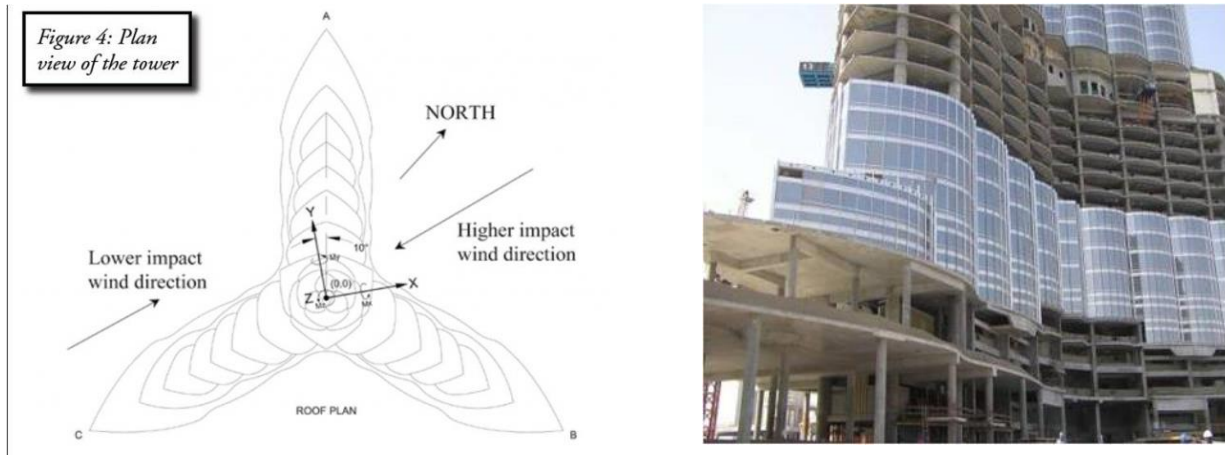 Figure 4: Plan
view of the tower
A
NORTH
Higher impact
wind direction
Lower impact
wind direction
Y
10°
X
Z
(0,0)
ROOF PLAN
C
B